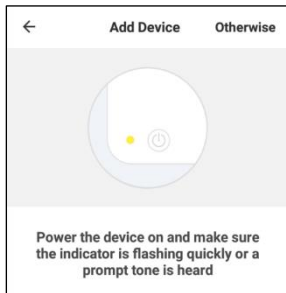 Add Device Otherwise
Power the device on and make sure
the indicator is flashing quickly or a
prompt tone is heard